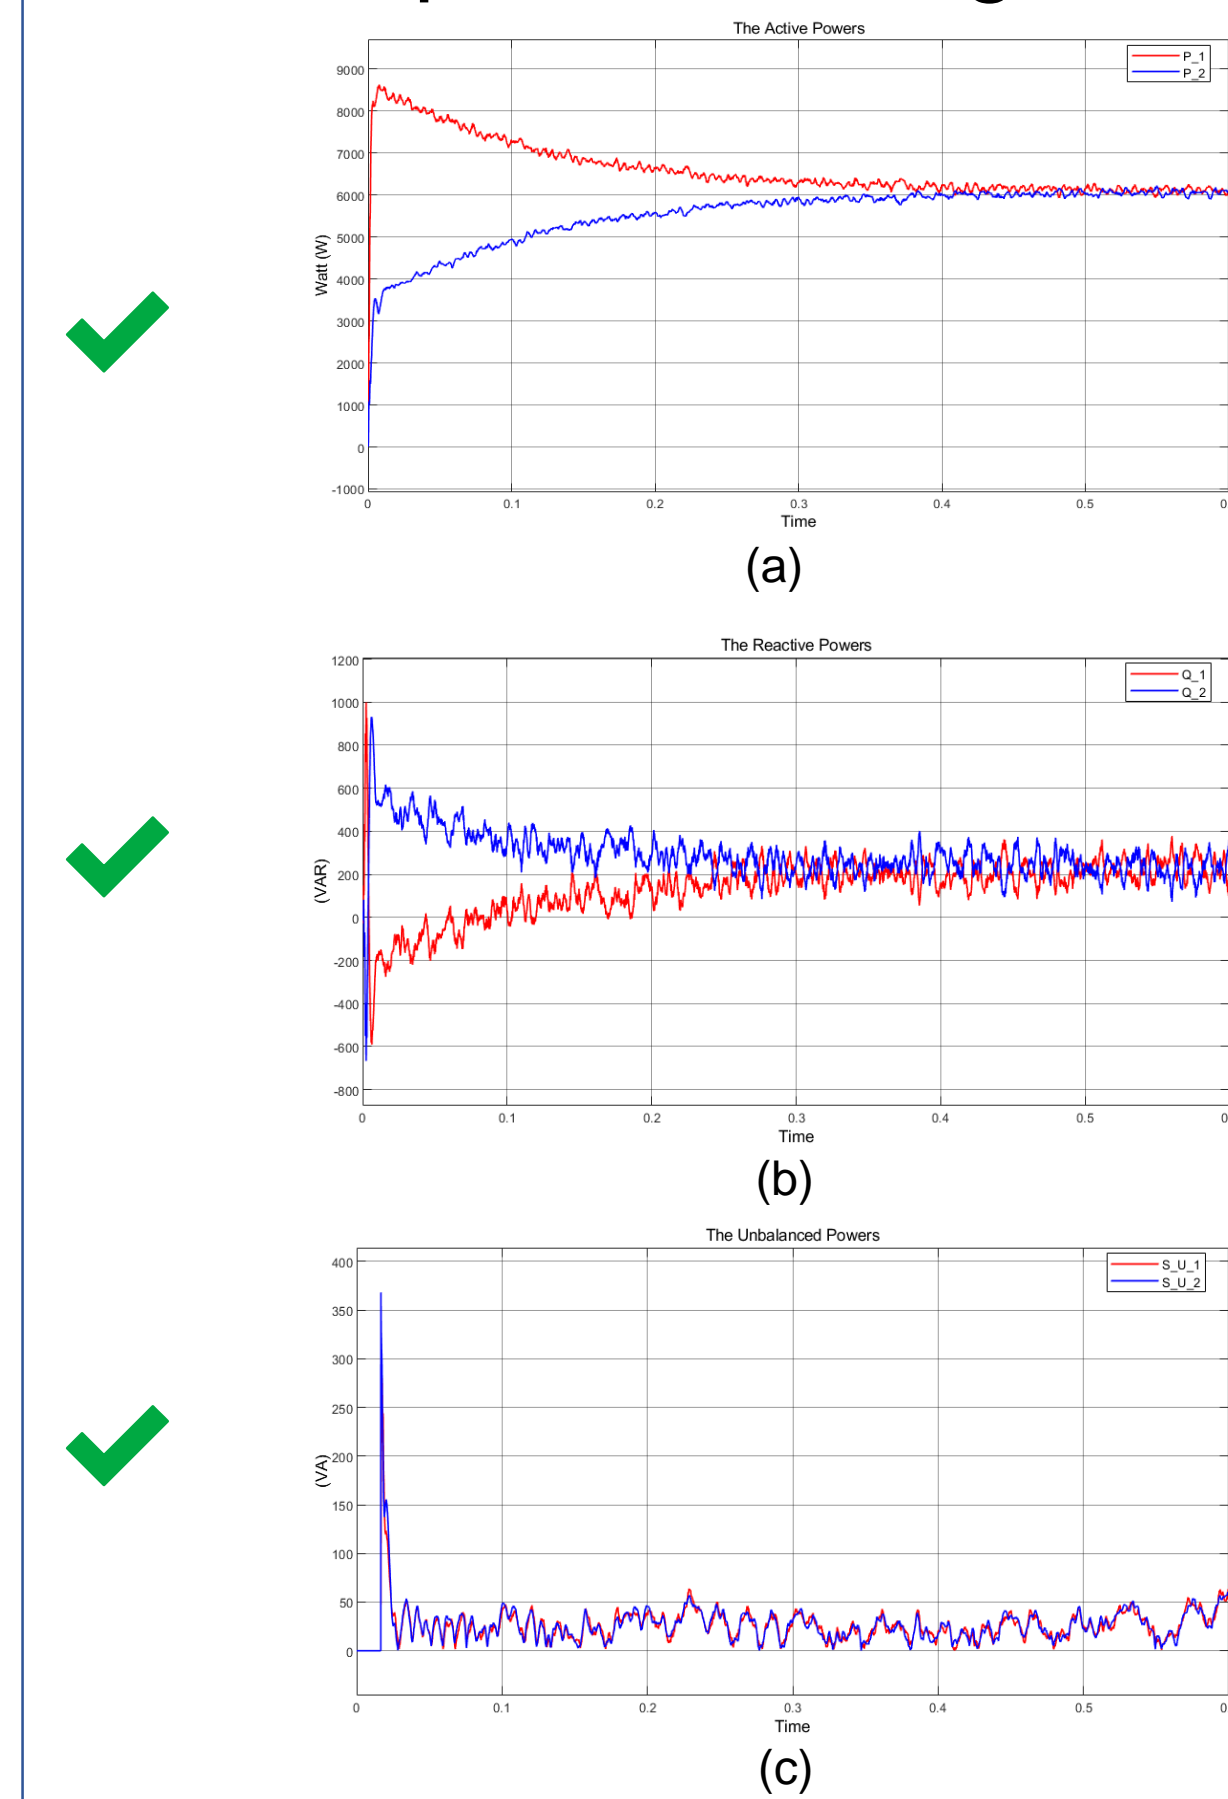 The Active Powers
P_1
P_2
9000
8000
7000
6000
5000
4000
3000
2000
1000
0
-1000
Watt (W)
0 0.1 0.2 0.3 0.4 0.5 0
Time
(a)
The Reactive Powers
Q_1
Q_2
1200
1000
800
600
400
200
0
-200
-400
-600
-800
(VAR)
0 0.1 0.2 0.3 0.4 0.5 0
Time
(b)
The Unbalanced Powers
S_U_1
S_U_2
400
350
300
250
200
150
100
50
0
(VA)
0 0.1 0.2 0.3 0.4 0.5 0
Time
(c)